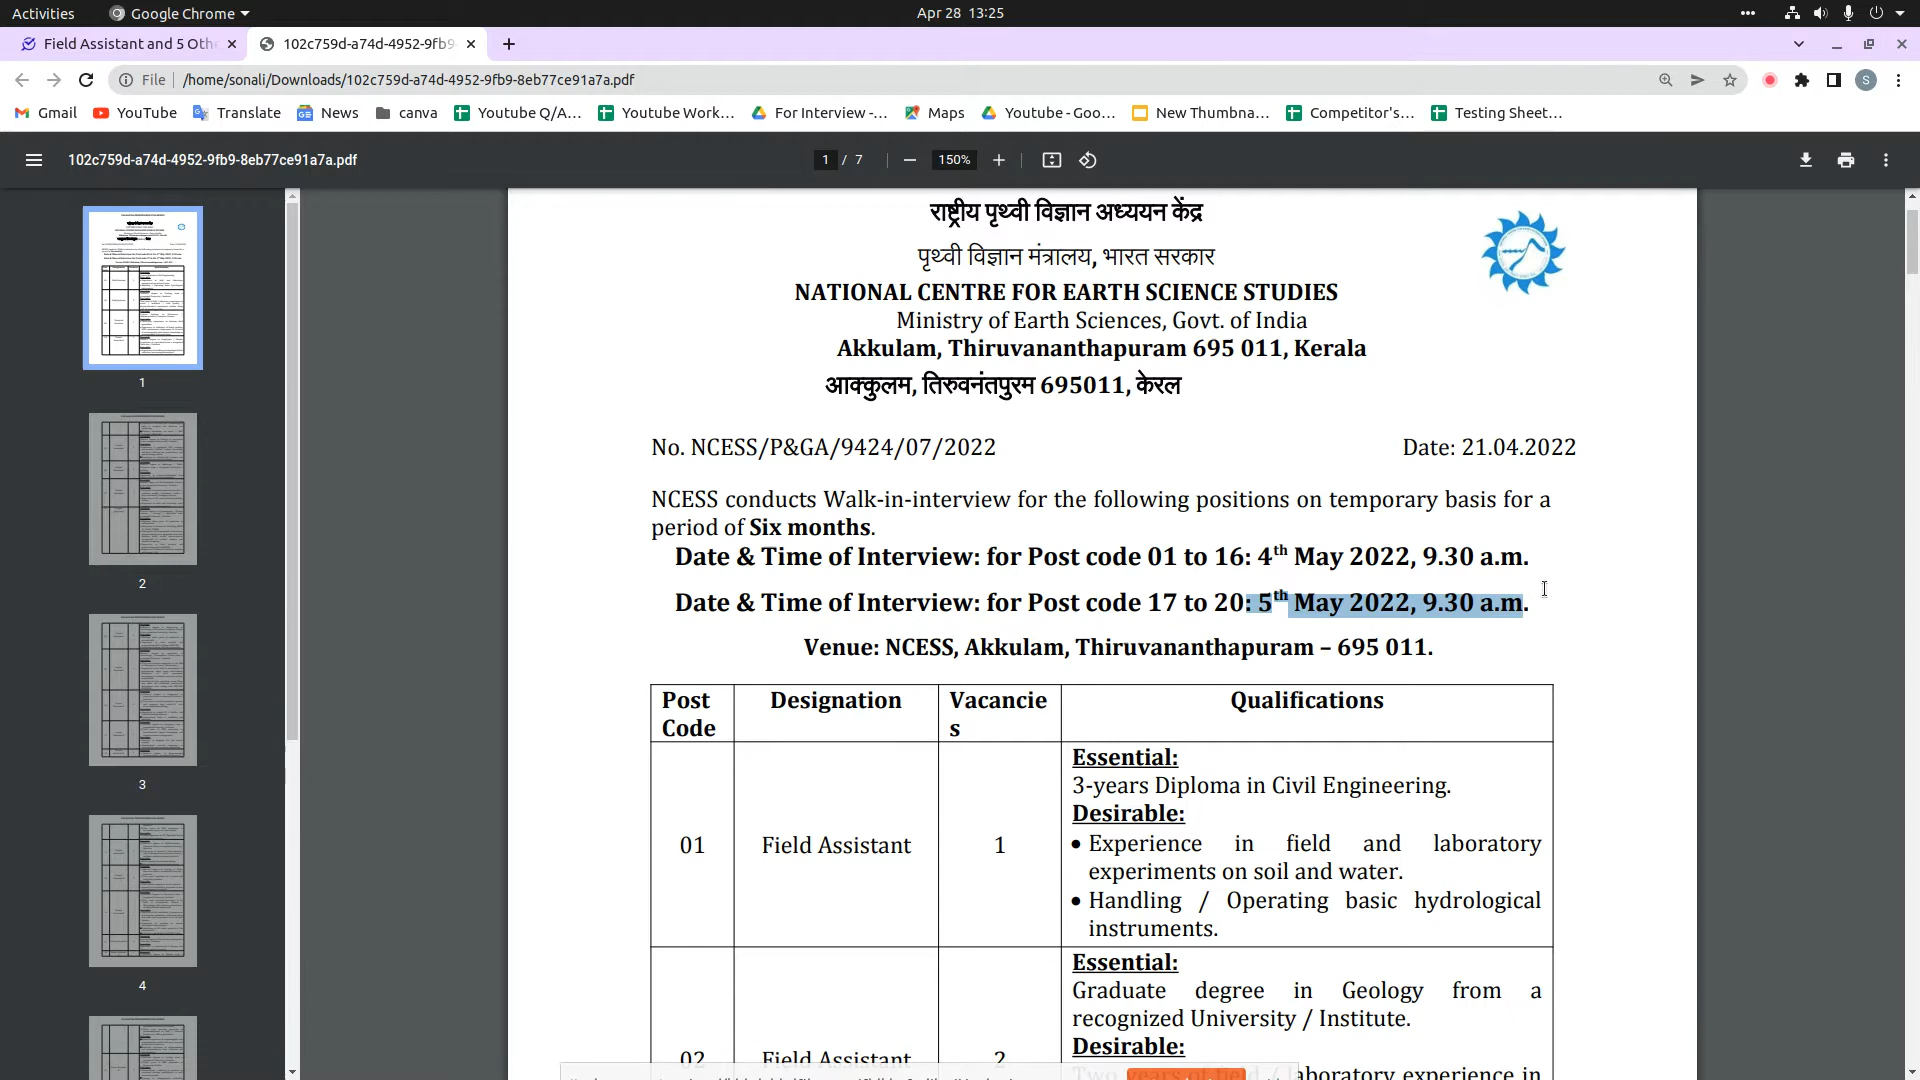 Activities Google Chrome Apr 28 13:25
Field Assistant and 5 Oth 102c759d-a74d-4952-9fb9-
File /home/sonali/Downloads/102c759d-a74d-4952-9fb9-8eb77ce91a7a.pdf S
Gmail YouTube Translate News canva Youtube Q/A... Youtube Work... For Interview -... Maps Youtube - Goo... New Thumbna... Competitor's... Testing Sheet...
102c759d-a74d-4952-9fb9-8eb77ce91a7a.pdf 1 / 7 150%
राष्ट्रीय पृथ्वी विज्ञान अध्ययन केंद्र
पृथ्वी विज्ञान मंत्रालय, भारत सरकार
NATIONAL CENTRE FOR EARTH SCIENCE STUDIES
Ministry of Earth Sciences, Govt. of India
Akkulam, Thiruvananthapuram 695 011, Kerala
आक्कुलम, तिरुवनंतपुरम 695011, केरल
No. NCESS/P&GA/9424/07/2022 Date: 21.04.2022
NCESS conducts Walk-in-interview for the following positions on temporary basis for a
period of Six months.
Date & Time of Interview: for Post code 01 to 16: 4th May 2022, 9.30 a.m.
Date & Time of Interview: for Post code 17 to 20: 5th May 2022, 9.30 a.m.
Venue: NCESS, Akkulam, Thiruvananthapuram – 695 011.
Post Code Designation Vacancies Qualifications
Essential:
3-years Diploma in Civil Engineering.
Desirable:
01 Field Assistant 1 • Experience in field and laboratory
experiments on soil and water.
• Handling / Operating basic hydrological
instruments.
Essential:
Graduate degree in Geology from a
recognized University / Institute.
Desirable:
02 Field Assistant 2
Two years of field / laboratory experience in
1
2
3
4